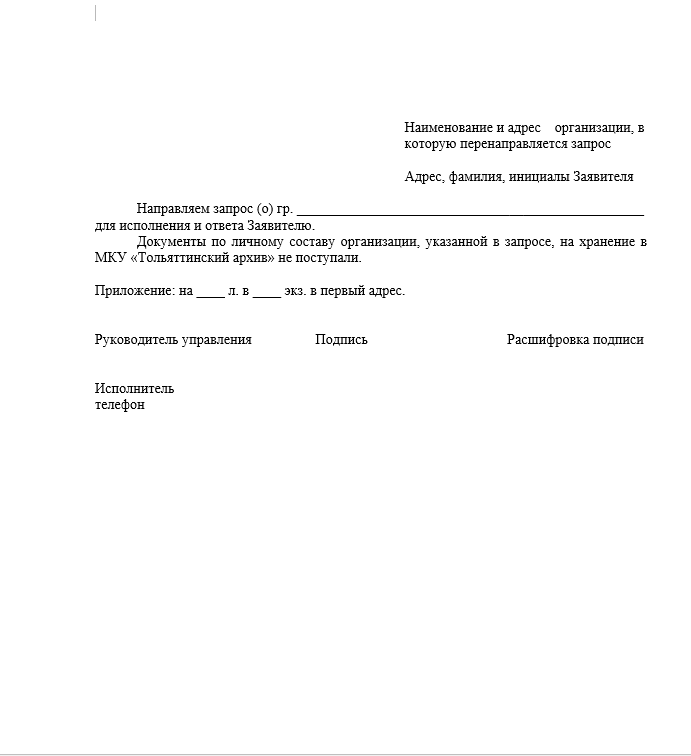 Наименование и адрес организации, в
которую перенаправляется запрос
Адрес, фамилия, инициалы Заявителя
Направляем запрос (о) гр. __________________________________________________
для исполнения и ответа Заявителю.
Документы по личному составу организации, указанной в запросе, на хранение в
МКУ «Тольяттинский архив» не поступали.
Приложение: на ____ л. в ____ экз. в первый адрес.
Руководитель управления Подпись Расшифровка подписи
Исполнитель
телефон